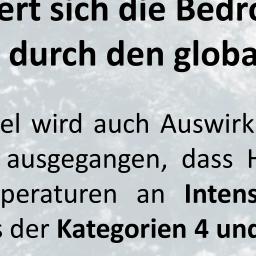 ert sich die Bedro
durch den globa
el wird auch Auswirk
ausgegangen, dass H
peraturen an Intens
s der Kategorien 4 und